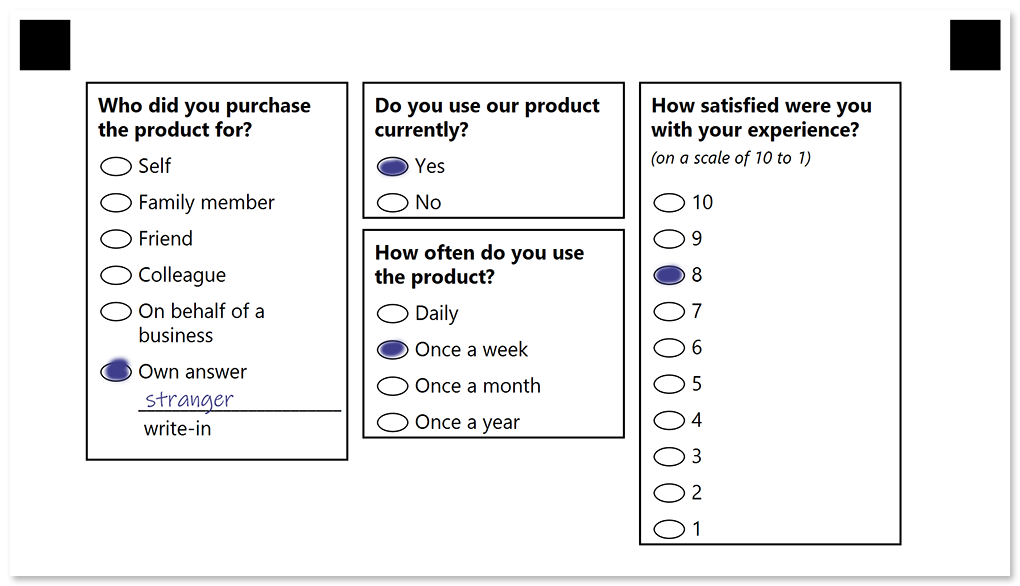 Who did you purchase
the product for?
Self
Family member
Friend
Colleague
On behalf of a
business
Own answer
stranger
write-in
Do you use our product
currently?
Yes
No
How often do you use
the product?
Daily
Once a week
Once a month
Once a year
How satisfied were you
with your experience?
(on a scale of 10 to 1)
10
9
8
7
6
5
4
3
2
1